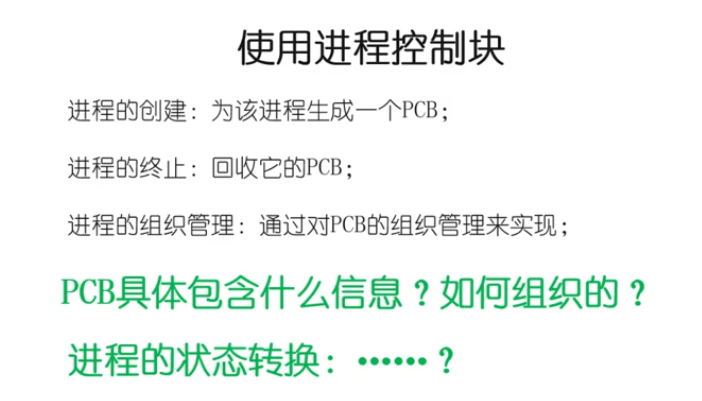 使用进程控制块
进程的创建：为该进程生成一个PCB；
进程的终止：回收它的PCB；
进程的组织管理：通过对PCB的组织管理来实现；
PCB具体包含什么信息？如何组织的？
进程的状态转换：……？